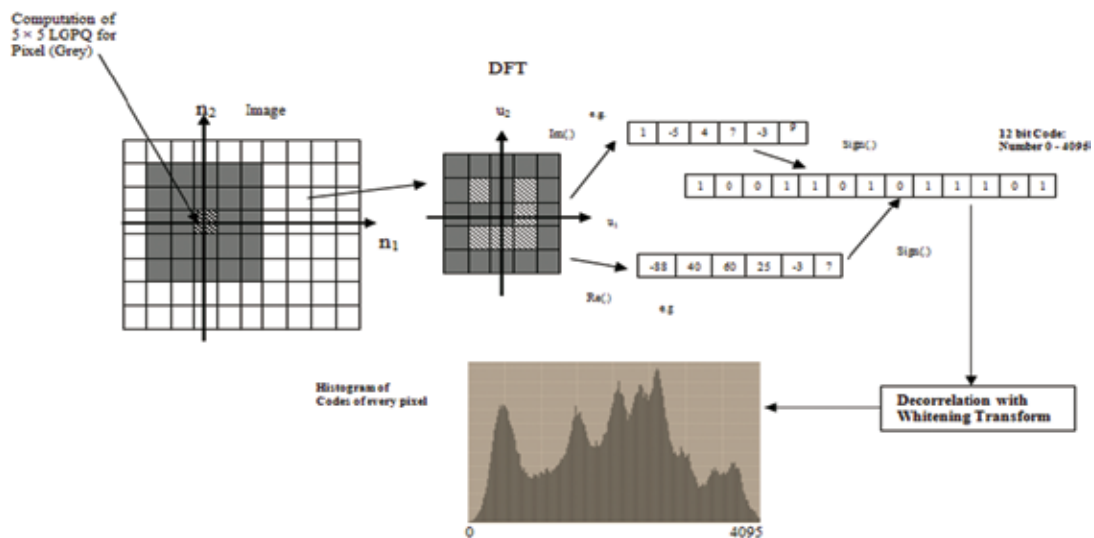 Computation of
5 × 5 LGPQ for
Pixel (Grey)
DFT
n2 Image
u2
n1
u1
Im()
e.g.
1 -5 4 7 -3 9
Sign()
12 bit Code:
Number 0 - 4096
1 0 0 1 1 0 1 0 1 1 1 0 1
-88 40 60 25 -3 7
Sign()
Re()
e.g
Histogram of
Codes of every pixel
Decorrelation with
Whitening Transform
0 4095